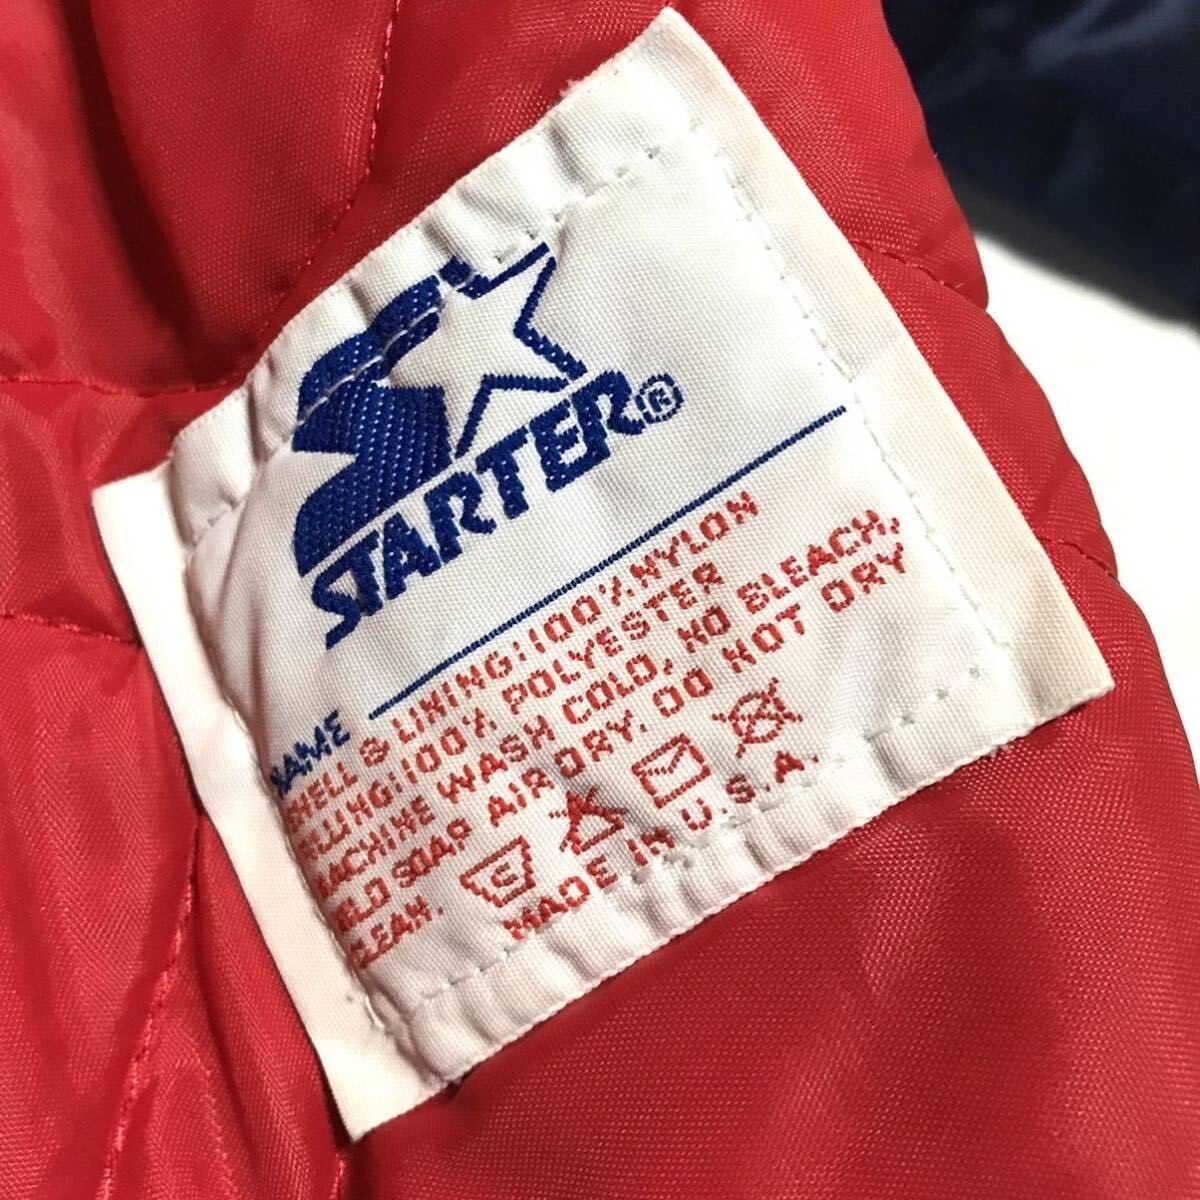 STARTER®
NAME
SHELL & LINING:100% NYLON
FILLING:100% POLYESTER
MACHINE WASH COLD, NO BLEACH,
MILD SOAP AIR DRY. DO NOT DRY
CLEAN.
MADE IN U.S.A.